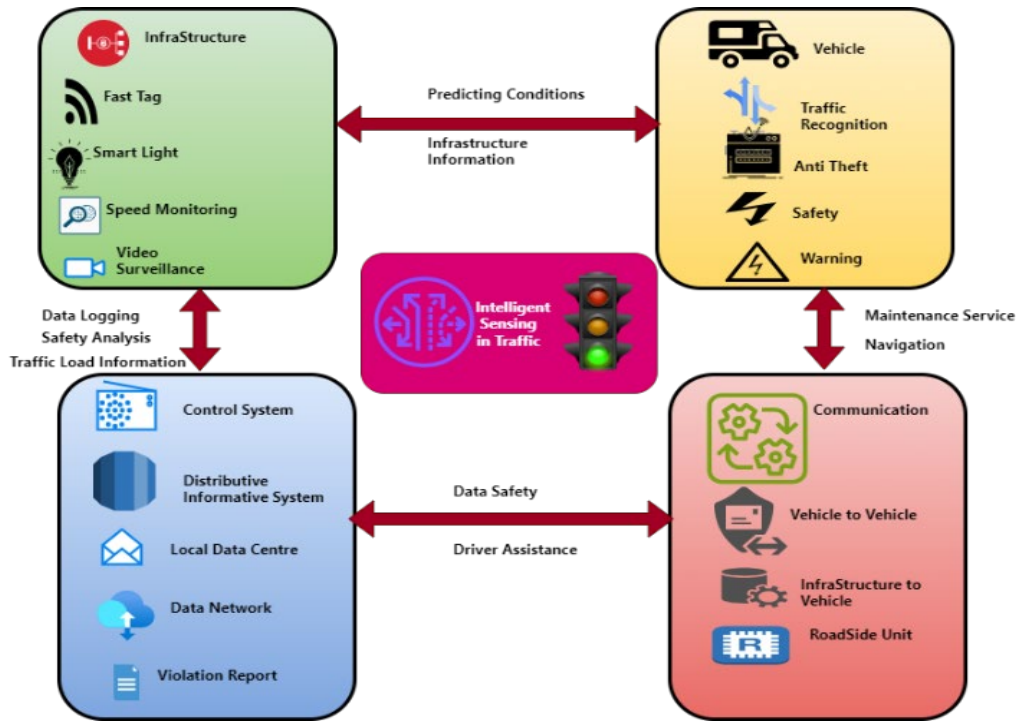 InfraStructure
Fast Tag
Smart Light
Speed Monitoring
Video
Surveillance
Predicting Conditions
Infrastructure
Information
Vehicle
Traffic
Recognition
Anti Theft
Safety
Warning
Intelligent
Sensing
in Traffic
Data Logging
Safety Analysis
Traffic Load Information
Maintenance Service
Navigation
Control System
Distributive
Informative System
Local Data Centre
Data Network
Violation Report
Data Safety
Driver Assistance
Communication
Vehicle to Vehicle
InfraStructure to
Vehicle
RoadSide Unit
R